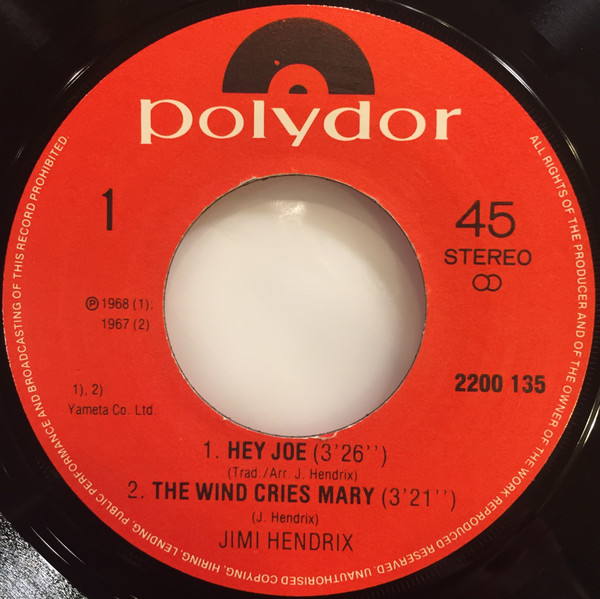 polydor
1
45
STEREO
℗ 1968 (1);
1967 (2)
1), 2)
Yameta Co. Ltd.
2200 135
1. HEY JOE (3'26'')
(Trad./Arr. J. Hendrix)
2. THE WIND CRIES MARY (3'21'')
(J. Hendrix)
JIMI HENDRIX
ALL RIGHTS OF THE PRODUCER AND OF THE OWNER OF THE WORK REPRODUCED RESERVED. UNAUTHORISED COPYING, HIRING, LENDING, PUBLIC PERFORMANCE AND BROADCASTING OF THIS RECORD PROHIBITED.